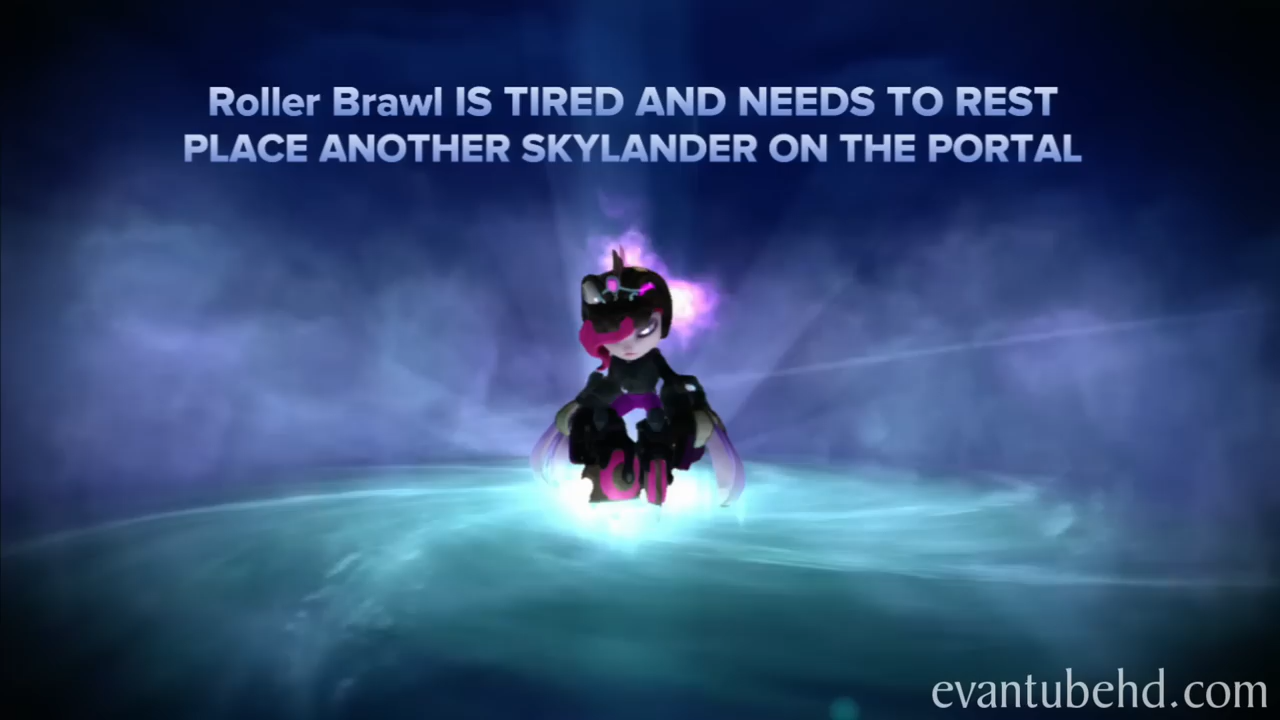 Roller Brawl IS TIRED AND NEEDS TO REST
PLACE ANOTHER SKYLANDER ON THE PORTAL
evantubehd.com